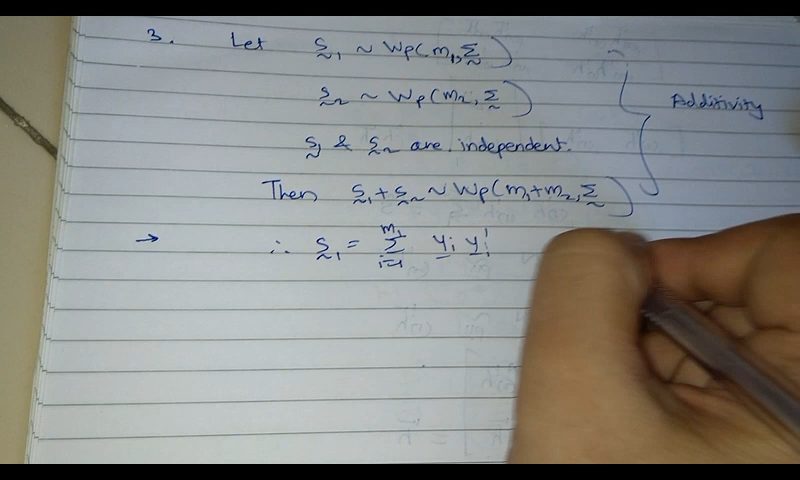 3. Let S₁ ~ Wp(m₁, Σ)
S₂ ~ Wp(m₂, Σ)
Additivity
S₁ & S₂ are independent.
Then S₁ + S₂ ~ Wp(m₁+m₂, Σ)
→ ∴ S₁ = Σᵢ₌₁^m₁ yᵢ yᵢ'